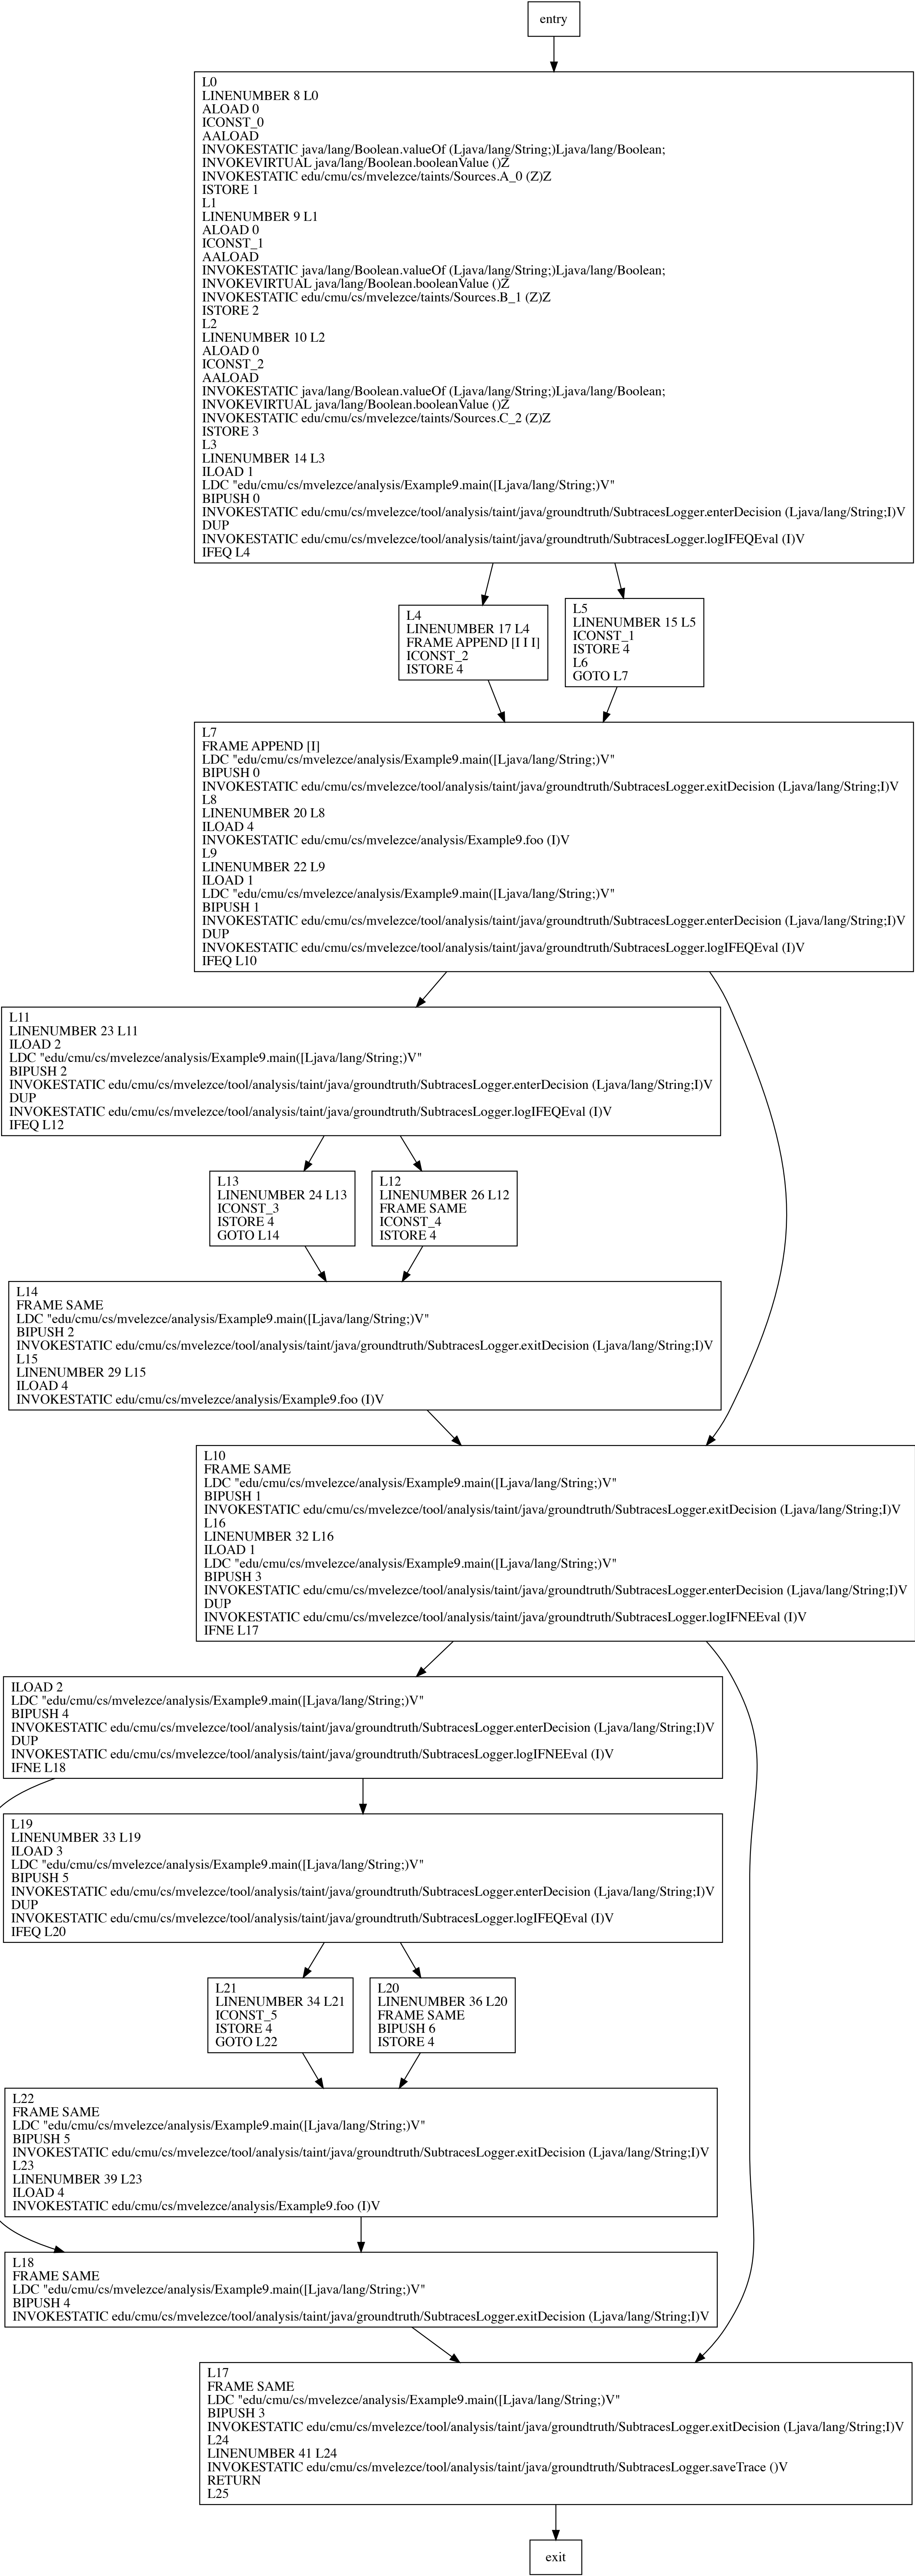 entry
L0
LINENUMBER 8 L0
ALOAD 0
ICONST_0
AALOAD
INVOKESTATIC java/lang/Boolean.valueOf (Ljava/lang/String;)Ljava/lang/Boolean;
INVOKEVIRTUAL java/lang/Boolean.booleanValue ()Z
INVOKESTATIC edu/cmu/cs/mvelezce/taints/Sources.A_0 (Z)Z
ISTORE 1
L1
LINENUMBER 9 L1
ALOAD 0
ICONST_1
AALOAD
INVOKESTATIC java/lang/Boolean.valueOf (Ljava/lang/String;)Ljava/lang/Boolean;
INVOKEVIRTUAL java/lang/Boolean.booleanValue ()Z
INVOKESTATIC edu/cmu/cs/mvelezce/taints/Sources.B_1 (Z)Z
ISTORE 2
L2
LINENUMBER 10 L2
ALOAD 0
ICONST_2
AALOAD
INVOKESTATIC java/lang/Boolean.valueOf (Ljava/lang/String;)Ljava/lang/Boolean;
INVOKEVIRTUAL java/lang/Boolean.booleanValue ()Z
INVOKESTATIC edu/cmu/cs/mvelezce/taints/Sources.C_2 (Z)Z
ISTORE 3
L3
LINENUMBER 14 L3
ILOAD 1
LDC "edu/cmu/cs/mvelezce/analysis/Example9.main([Ljava/lang/String;)V"
BIPUSH 0
INVOKESTATIC edu/cmu/cs/mvelezce/tool/analysis/taint/java/groundtruth/SubtracesLogger.enterDecision (Ljava/lang/String;I)V
DUP
INVOKESTATIC edu/cmu/cs/mvelezce/tool/analysis/taint/java/groundtruth/SubtracesLogger.logIFEQEval (I)V
IFEQ L4
L4
LINENUMBER 17 L4
FRAME APPEND [I I I]
ICONST_2
ISTORE 4
L5
LINENUMBER 15 L5
ICONST_1
ISTORE 4
L6
GOTO L7
L7
FRAME APPEND [I]
LDC "edu/cmu/cs/mvelezce/analysis/Example9.main([Ljava/lang/String;)V"
BIPUSH 0
INVOKESTATIC edu/cmu/cs/mvelezce/tool/analysis/taint/java/groundtruth/SubtracesLogger.exitDecision (Ljava/lang/String;I)V
L8
LINENUMBER 20 L8
ILOAD 4
INVOKESTATIC edu/cmu/cs/mvelezce/analysis/Example9.foo (I)V
L9
LINENUMBER 22 L9
ILOAD 1
LDC "edu/cmu/cs/mvelezce/analysis/Example9.main([Ljava/lang/String;)V"
BIPUSH 1
INVOKESTATIC edu/cmu/cs/mvelezce/tool/analysis/taint/java/groundtruth/SubtracesLogger.enterDecision (Ljava/lang/String;I)V
DUP
INVOKESTATIC edu/cmu/cs/mvelezce/tool/analysis/taint/java/groundtruth/SubtracesLogger.logIFEQEval (I)V
IFEQ L10
L11
LINENUMBER 23 L11
ILOAD 2
LDC "edu/cmu/cs/mvelezce/analysis/Example9.main([Ljava/lang/String;)V"
BIPUSH 2
INVOKESTATIC edu/cmu/cs/mvelezce/tool/analysis/taint/java/groundtruth/SubtracesLogger.enterDecision (Ljava/lang/String;I)V
DUP
INVOKESTATIC edu/cmu/cs/mvelezce/tool/analysis/taint/java/groundtruth/SubtracesLogger.logIFEQEval (I)V
IFEQ L12
L13
LINENUMBER 24 L13
ICONST_3
ISTORE 4
GOTO L14
L12
LINENUMBER 26 L12
FRAME SAME
ICONST_4
ISTORE 4
L14
FRAME SAME
LDC "edu/cmu/cs/mvelezce/analysis/Example9.main([Ljava/lang/String;)V"
BIPUSH 2
INVOKESTATIC edu/cmu/cs/mvelezce/tool/analysis/taint/java/groundtruth/SubtracesLogger.exitDecision (Ljava/lang/String;I)V
L15
LINENUMBER 29 L15
ILOAD 4
INVOKESTATIC edu/cmu/cs/mvelezce/analysis/Example9.foo (I)V
L10
FRAME SAME
LDC "edu/cmu/cs/mvelezce/analysis/Example9.main([Ljava/lang/String;)V"
BIPUSH 1
INVOKESTATIC edu/cmu/cs/mvelezce/tool/analysis/taint/java/groundtruth/SubtracesLogger.exitDecision (Ljava/lang/String;I)V
L16
LINENUMBER 32 L16
ILOAD 1
LDC "edu/cmu/cs/mvelezce/analysis/Example9.main([Ljava/lang/String;)V"
BIPUSH 3
INVOKESTATIC edu/cmu/cs/mvelezce/tool/analysis/taint/java/groundtruth/SubtracesLogger.enterDecision (Ljava/lang/String;I)V
DUP
INVOKESTATIC edu/cmu/cs/mvelezce/tool/analysis/taint/java/groundtruth/SubtracesLogger.logIFNEEval (I)V
IFNE L17
ILOAD 2
LDC "edu/cmu/cs/mvelezce/analysis/Example9.main([Ljava/lang/String;)V"
BIPUSH 4
INVOKESTATIC edu/cmu/cs/mvelezce/tool/analysis/taint/java/groundtruth/SubtracesLogger.enterDecision (Ljava/lang/String;I)V
DUP
INVOKESTATIC edu/cmu/cs/mvelezce/tool/analysis/taint/java/groundtruth/SubtracesLogger.logIFNEEval (I)V
IFNE L18
L19
LINENUMBER 33 L19
ILOAD 3
LDC "edu/cmu/cs/mvelezce/analysis/Example9.main([Ljava/lang/String;)V"
BIPUSH 5
INVOKESTATIC edu/cmu/cs/mvelezce/tool/analysis/taint/java/groundtruth/SubtracesLogger.enterDecision (Ljava/lang/String;I)V
DUP
INVOKESTATIC edu/cmu/cs/mvelezce/tool/analysis/taint/java/groundtruth/SubtracesLogger.logIFEQEval (I)V
IFEQ L20
L21
LINENUMBER 34 L21
ICONST_5
ISTORE 4
GOTO L22
L20
LINENUMBER 36 L20
FRAME SAME
BIPUSH 6
ISTORE 4
L22
FRAME SAME
LDC "edu/cmu/cs/mvelezce/analysis/Example9.main([Ljava/lang/String;)V"
BIPUSH 5
INVOKESTATIC edu/cmu/cs/mvelezce/tool/analysis/taint/java/groundtruth/SubtracesLogger.exitDecision (Ljava/lang/String;I)V
L23
LINENUMBER 39 L23
ILOAD 4
INVOKESTATIC edu/cmu/cs/mvelezce/analysis/Example9.foo (I)V
L18
FRAME SAME
LDC "edu/cmu/cs/mvelezce/analysis/Example9.main([Ljava/lang/String;)V"
BIPUSH 4
INVOKESTATIC edu/cmu/cs/mvelezce/tool/analysis/taint/java/groundtruth/SubtracesLogger.exitDecision (Ljava/lang/String;I)V
L17
FRAME SAME
LDC "edu/cmu/cs/mvelezce/analysis/Example9.main([Ljava/lang/String;)V"
BIPUSH 3
INVOKESTATIC edu/cmu/cs/mvelezce/tool/analysis/taint/java/groundtruth/SubtracesLogger.exitDecision (Ljava/lang/String;I)V
L24
LINENUMBER 41 L24
INVOKESTATIC edu/cmu/cs/mvelezce/tool/analysis/taint/java/groundtruth/SubtracesLogger.saveTrace ()V
RETURN
L25
exit